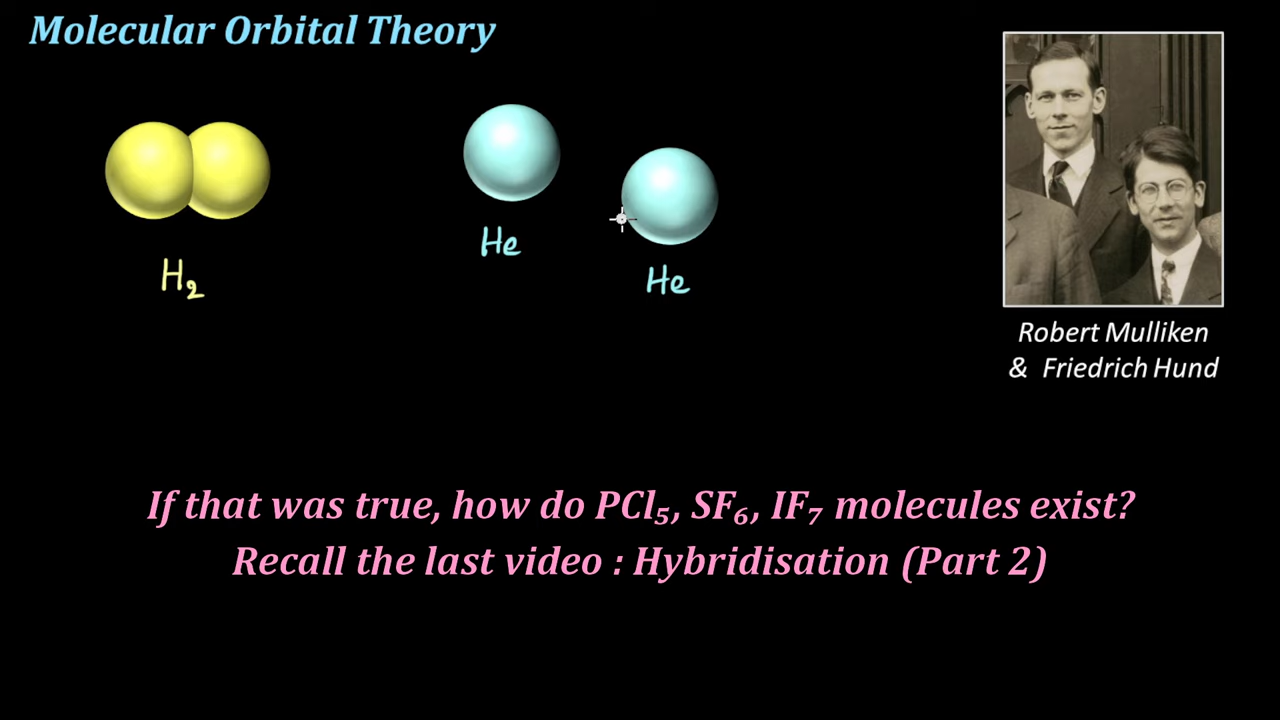 Molecular Orbital Theory
H₂
He
He
Robert Mulliken
& Friedrich Hund
If that was true, how do PCl₅, SF₆, IF₇ molecules exist?
Recall the last video : Hybridisation (Part 2)